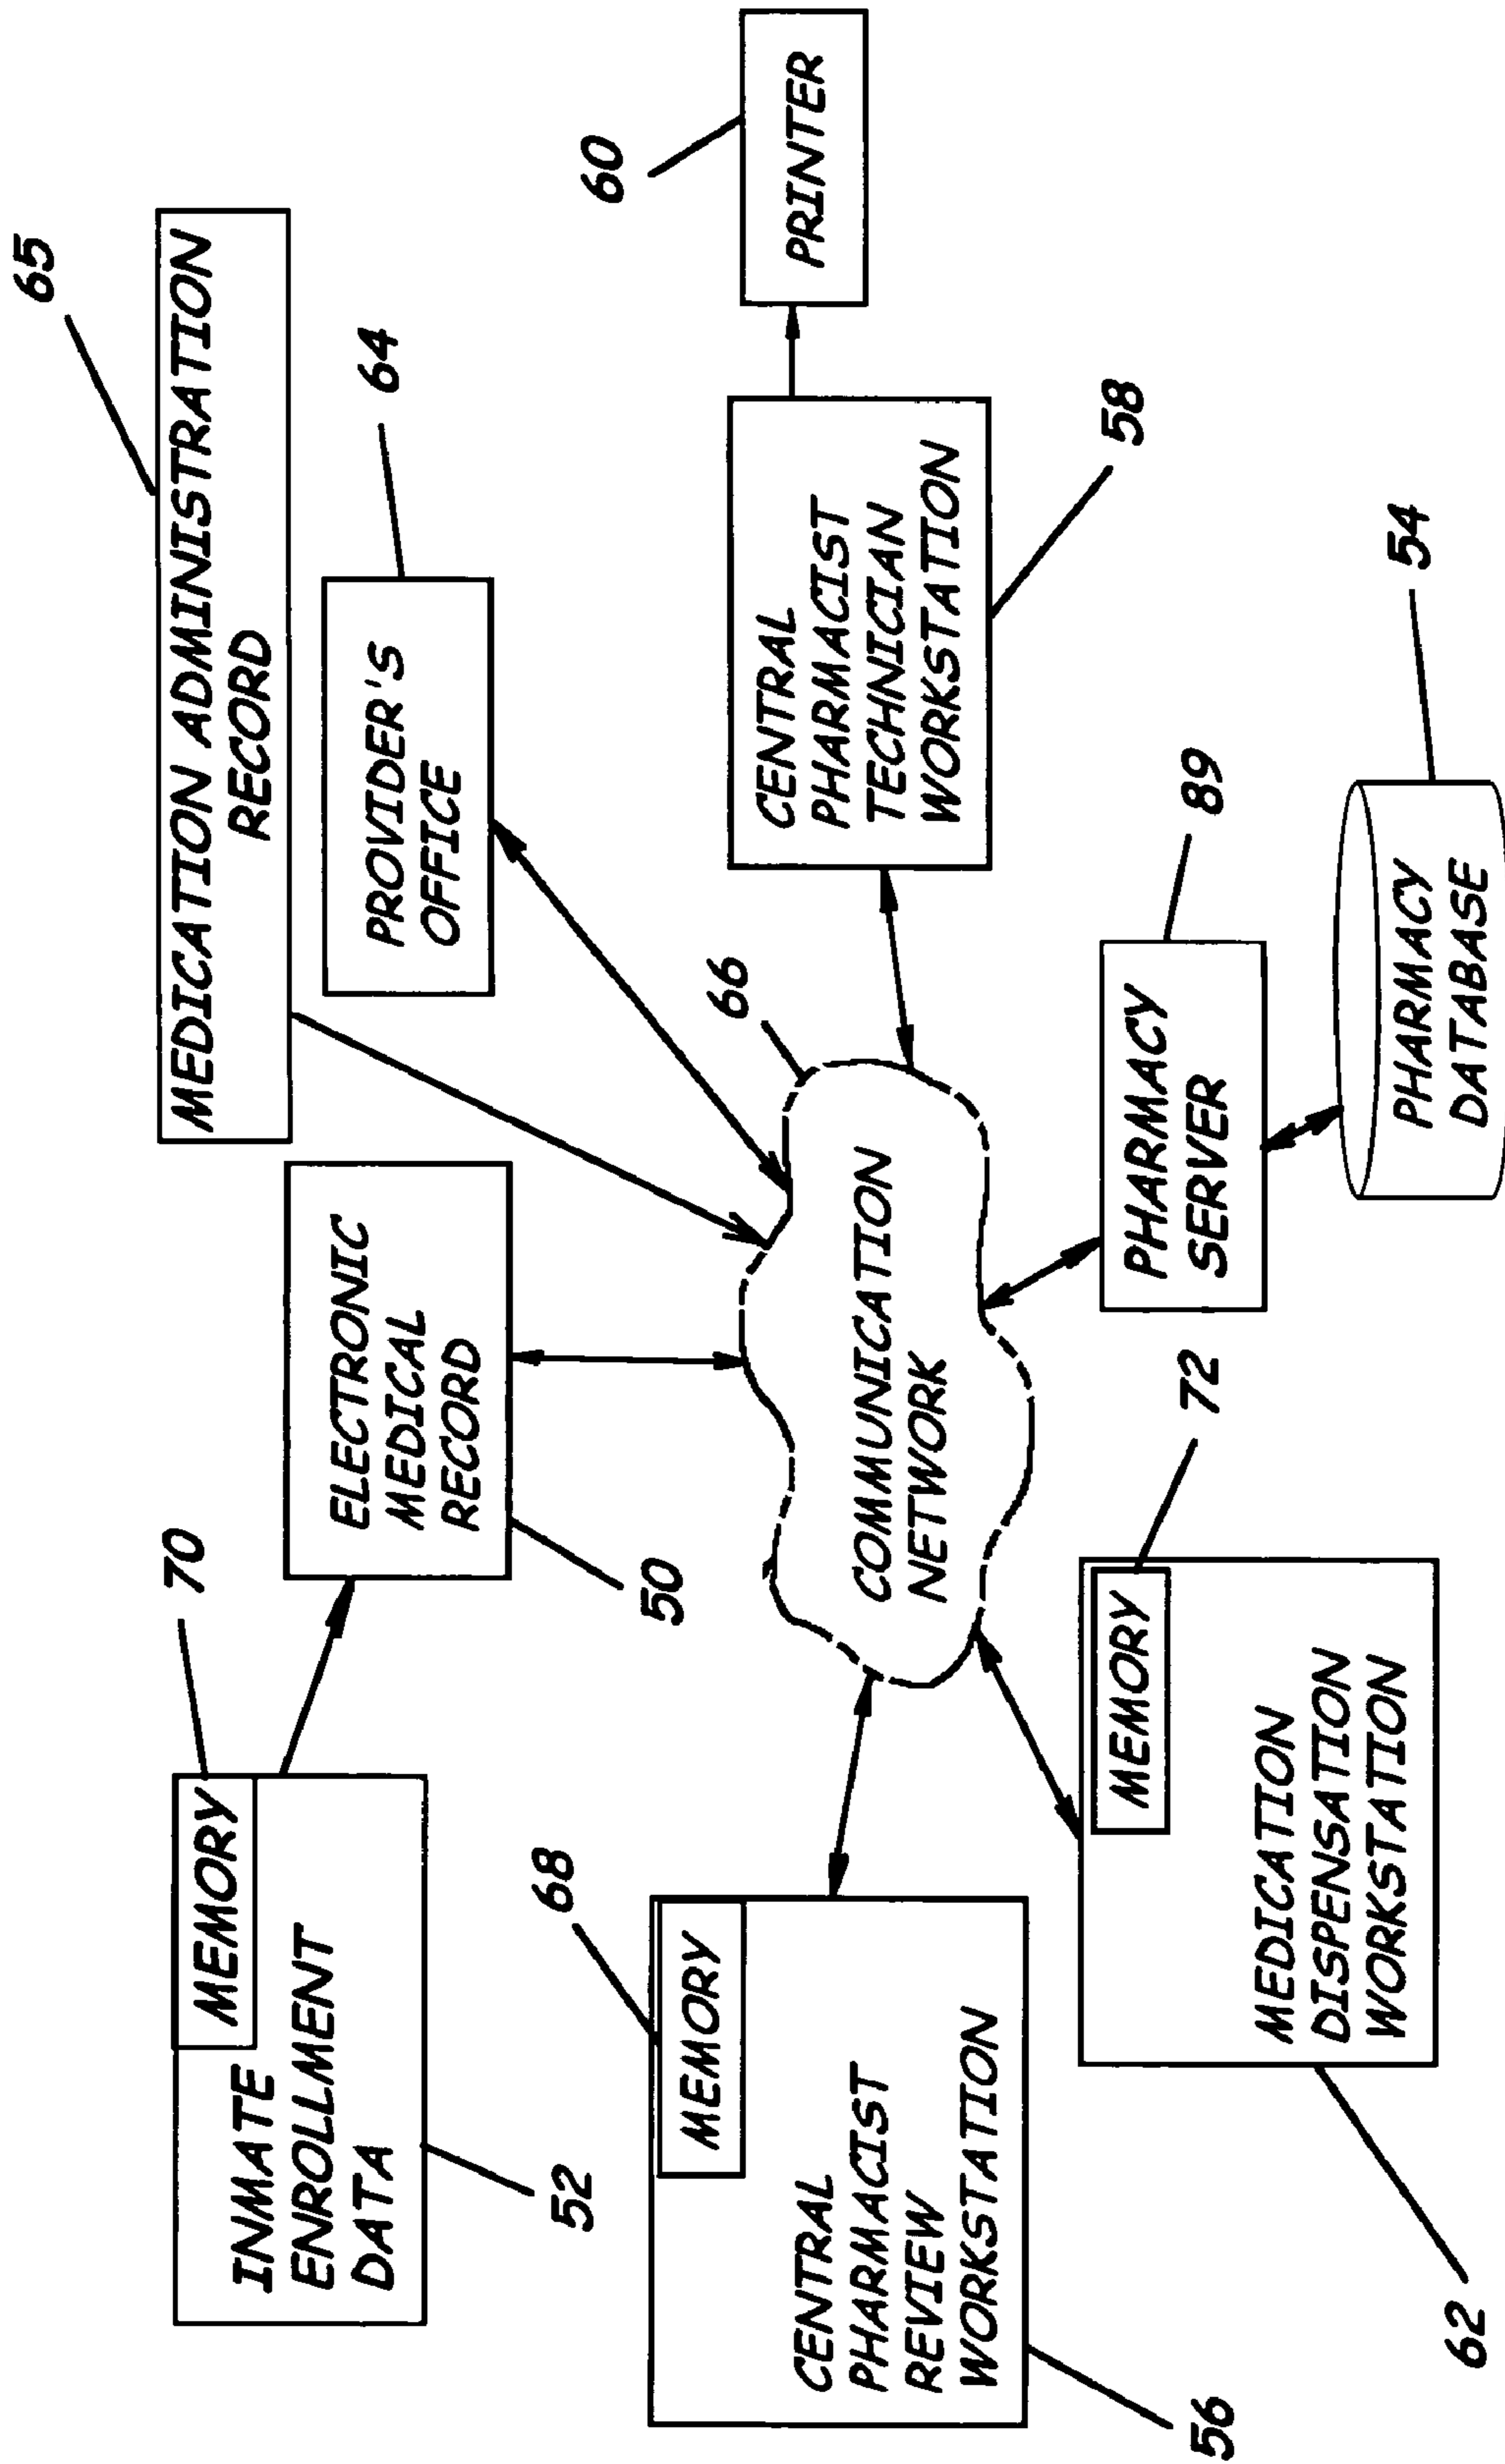 70
MEMORY
INMATE
ENROLLMENT
DATA
52
ELECTRONIC
MEDICAL
RECORD
50
65
MEDICATION ADMINISTRATION
RECORD
64
PROVIDER'S
OFFICE
68
MEMORY
CENTRAL
PHARMACIST
REVIEW
WORKSTATION
56
66
COMMUNICATION
NETWORK
CENTRAL
PHARMACIST
TECHNICIAN
WORKSTATION
58
60
PRINTER
72
MEMORY
MEDICATION
DISPENSATION
WORKSTATION
62
89
PHARMACY
SERVER
54
PHARMACY
DATABASE